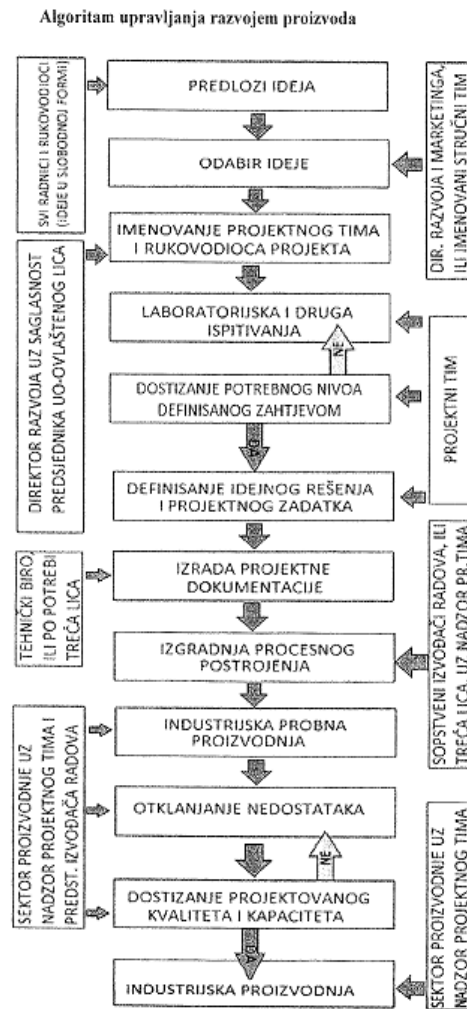 Algoritam upravljanja razvojem proizvoda
SVI RADNICI I RUKOVODIOCI
(IDEJE U SLOBODNOJ FORMI)
PREDLOZI IDEJA
ODABIR IDEJE
DIR. RAZVOJA I MARKETINGA,
ILI IMENOVANI STRUČNI TIM
IMENOVANJE PROJEKTNOG TIMA
I RUKOVODIOCA PROJEKTA
DIREKTOR RAZVOJA UZ SAGLASNOST
PREDSJEDNIKA UO-OVLAŠTENOG LICA
LABORATORIJSKA I DRUGA
ISPITIVANJA
NE
DOSTIZANJE POTREBNOG NIVOA
DEFINISANOG ZAHTJEVOM
DA
PROJEKTNI TIM
DEFINISANJE IDEJNOG REŠENJA
I PROJEKTNOG ZADATKA
TEHNIČKI BIRO,
ILI PO POTREBI
TREĆA LICA
IZRADA PROJEKTNE
DOKUMENTACIJE
IZGRADNJA PROCESNOG
POSTROJENJA
SOPSTVENI IZVOĐAČI RADOVA, ILI
TREĆA LICA, UZ NADZOR PR.TIMA
INDUSTRIJSKA PROBNA
PROIZVODNJA
SEKTOR PROIZVODNJE UZ
NADZOR PROJEKTNOG TIMA I
PREDST. IZVOĐAČA RADOVA
OTKLANJANJE NEDOSTATAKA
NE
DOSTIZANJE PROJEKTOVANOG
KVALITETA I KAPACITETA
DA
INDUSTRIJSKA PROIZVODNJA
SEKTOR PROIZVODNJE UZ
NADZOR PROJEKTNOG TIMA